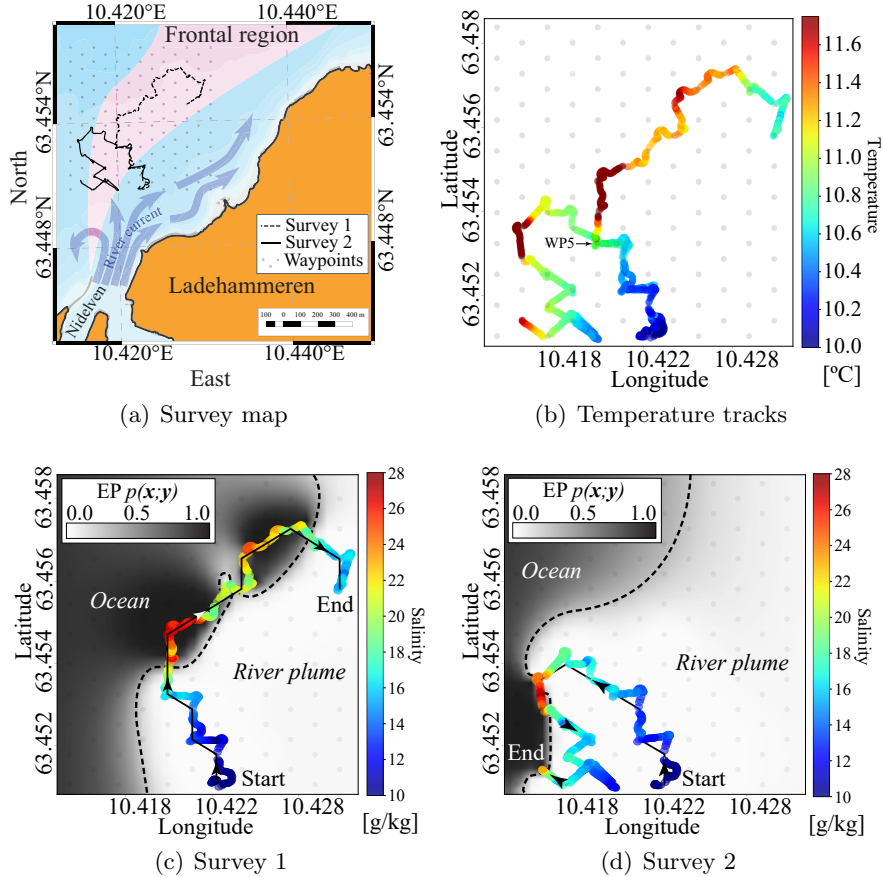 10.420°E 10.440°E
Frontal region
63.454°N
63.454°N
North
63.448°N
63.448°N
River current
Nidelven
Survey 1
Survey 2
Waypoints
Ladehammeren
100 0 100 200 300 400 m
10.420°E 10.440°E
East
(a) Survey map
63.458
63.456
63.454
63.452
Latitude
WP5
10.418 10.422 10.428
Longitude
11.6
11.4
11.2
11.0
10.8
10.6
10.4
10.2
10.0
Temperature
[ºC]
(b) Temperature tracks
EP p(x;y)
0.0 0.5 1.0
63.458
63.456
63.454
63.452
Latitude
Ocean
River plume
Start
End
10.418 10.422 10.428
Longitude
28
26
24
22
20
18
16
14
12
10
Salinity
[g/kg]
(c) Survey 1
EP p(x;y)
0.0 0.5 1.0
63.458
63.456
63.454
63.452
Latitude
Ocean
River plume
End
Start
10.418 10.422 10.428
Longitude
28
26
24
22
20
18
16
14
12
10
Salinity
[g/kg]
(d) Survey 2